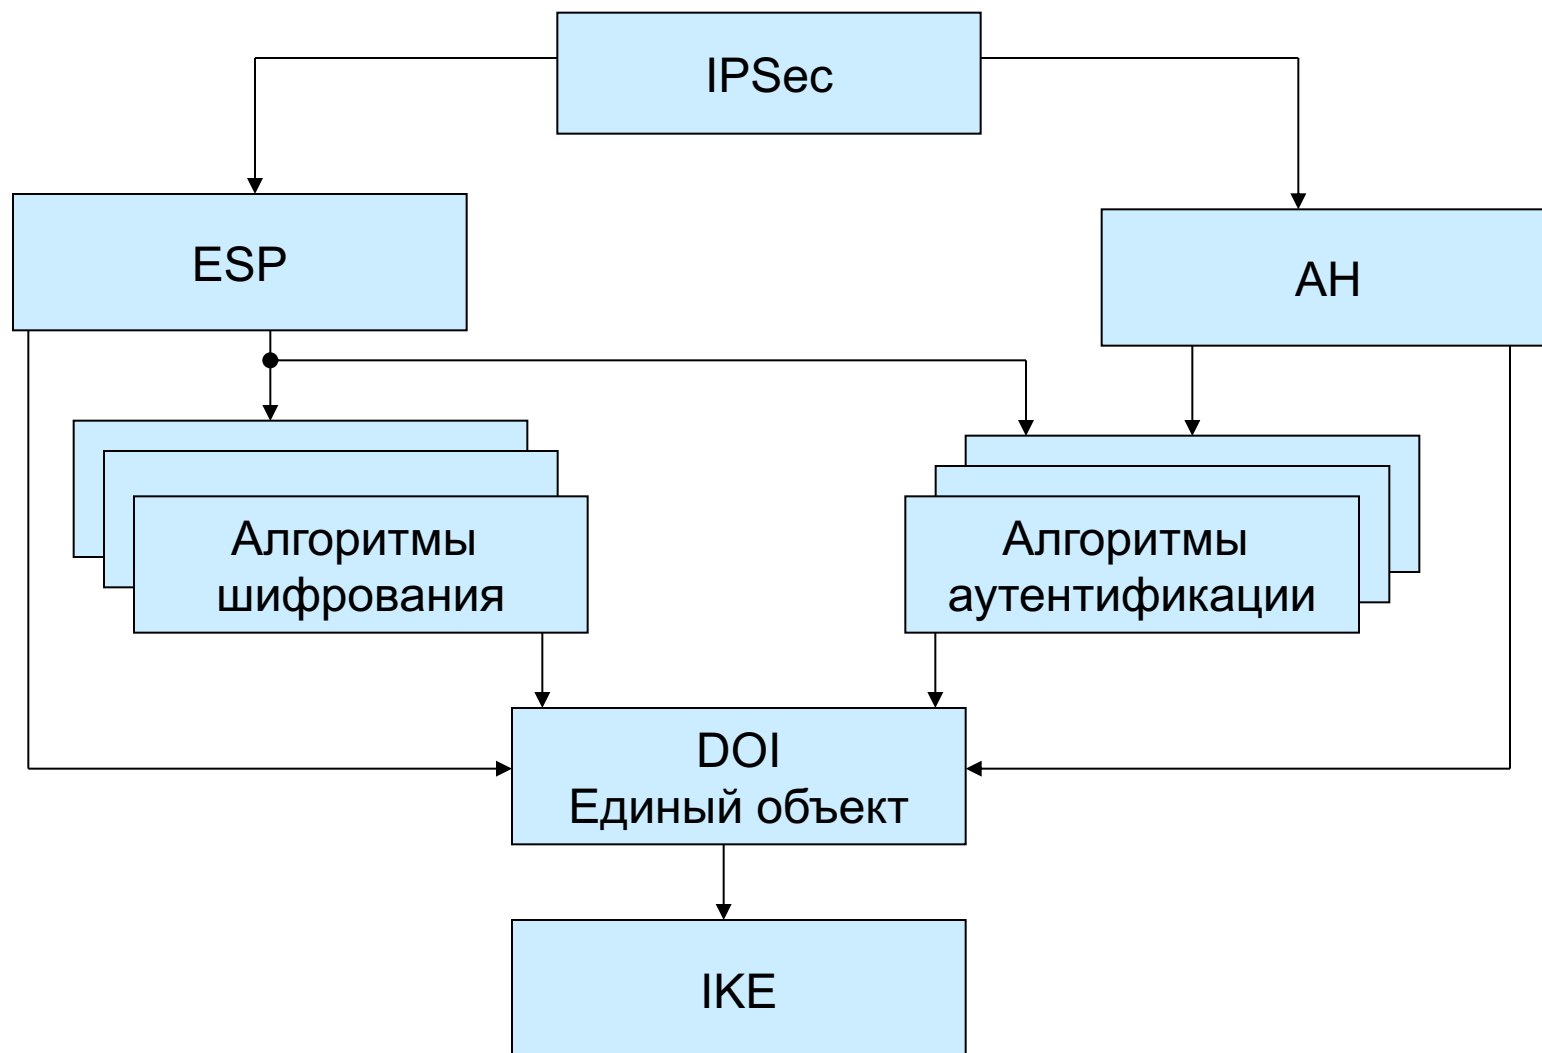 IPSec
ESP
AH
Алгоритмы
шифрования
Алгоритмы
аутентификации
DOI
Единый объект
IKE